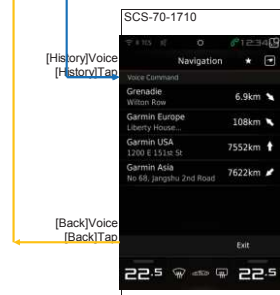 SCS-70-1710
12:34
[History]Voice
[History]Tap
Navigation
Voice Command
Grenadie
Wilton Row
6.9km
Garmin Europe
Liberty House...
108km
Garmin USA
1200 E 151st St
7552km
Garmin Asia
No 68, Jangshu 2nd Road
7622km
[Back]Voice
[Back]Tap
Exit
22.5
22.5